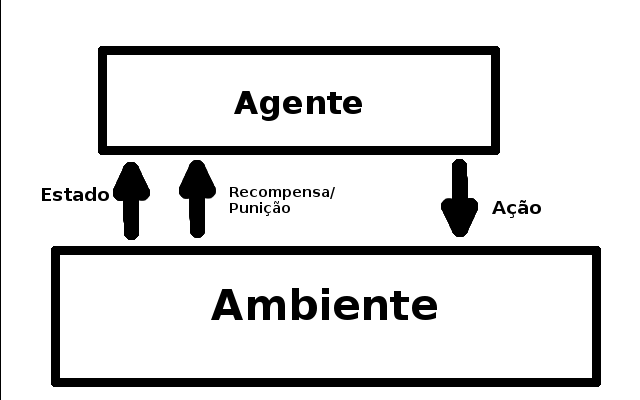 Agente
Estado
Recompensa/
Punição
Ação
Ambiente